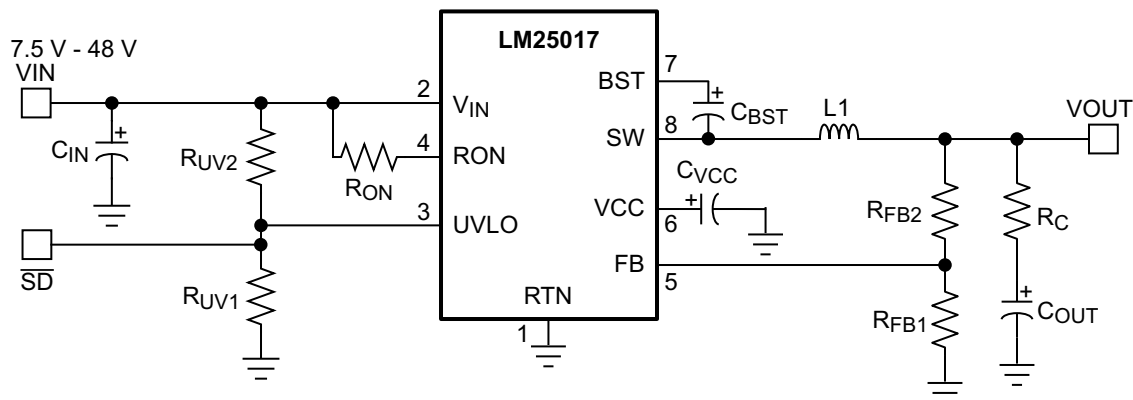 LM25017
7.5 V - 48 V
VIN
7
BST
2
VIN
CBST
L1
VOUT
8
SW
CIN
4
RON
RUV2
RON
CVCC
3
UVLO
VCC
6
RFB2
RC
SD
FB
5
RUV1
RTN
1
RFB1
COUT